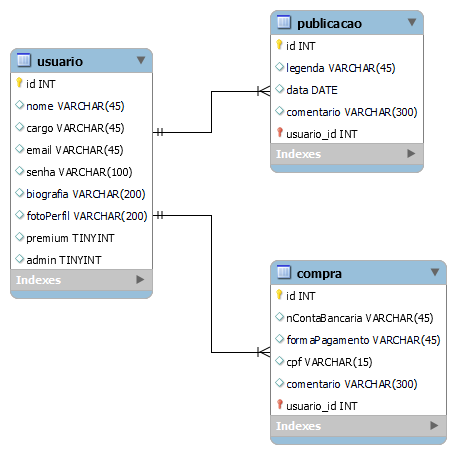 usuario
id INT
nome VARCHAR(45)
cargo VARCHAR(45)
email VARCHAR(45)
senha VARCHAR(100)
biografia VARCHAR(200)
fotoPerfil VARCHAR(200)
premium TINYINT
admin TINYINT
Indexes
publicacao
id INT
legenda VARCHAR(45)
data DATE
comentario VARCHAR(300)
usuario_id INT
Indexes
compra
id INT
nContaBancaria VARCHAR(45)
formaPagamento VARCHAR(45)
cpf VARCHAR(15)
comentario VARCHAR(300)
usuario_id INT
Indexes